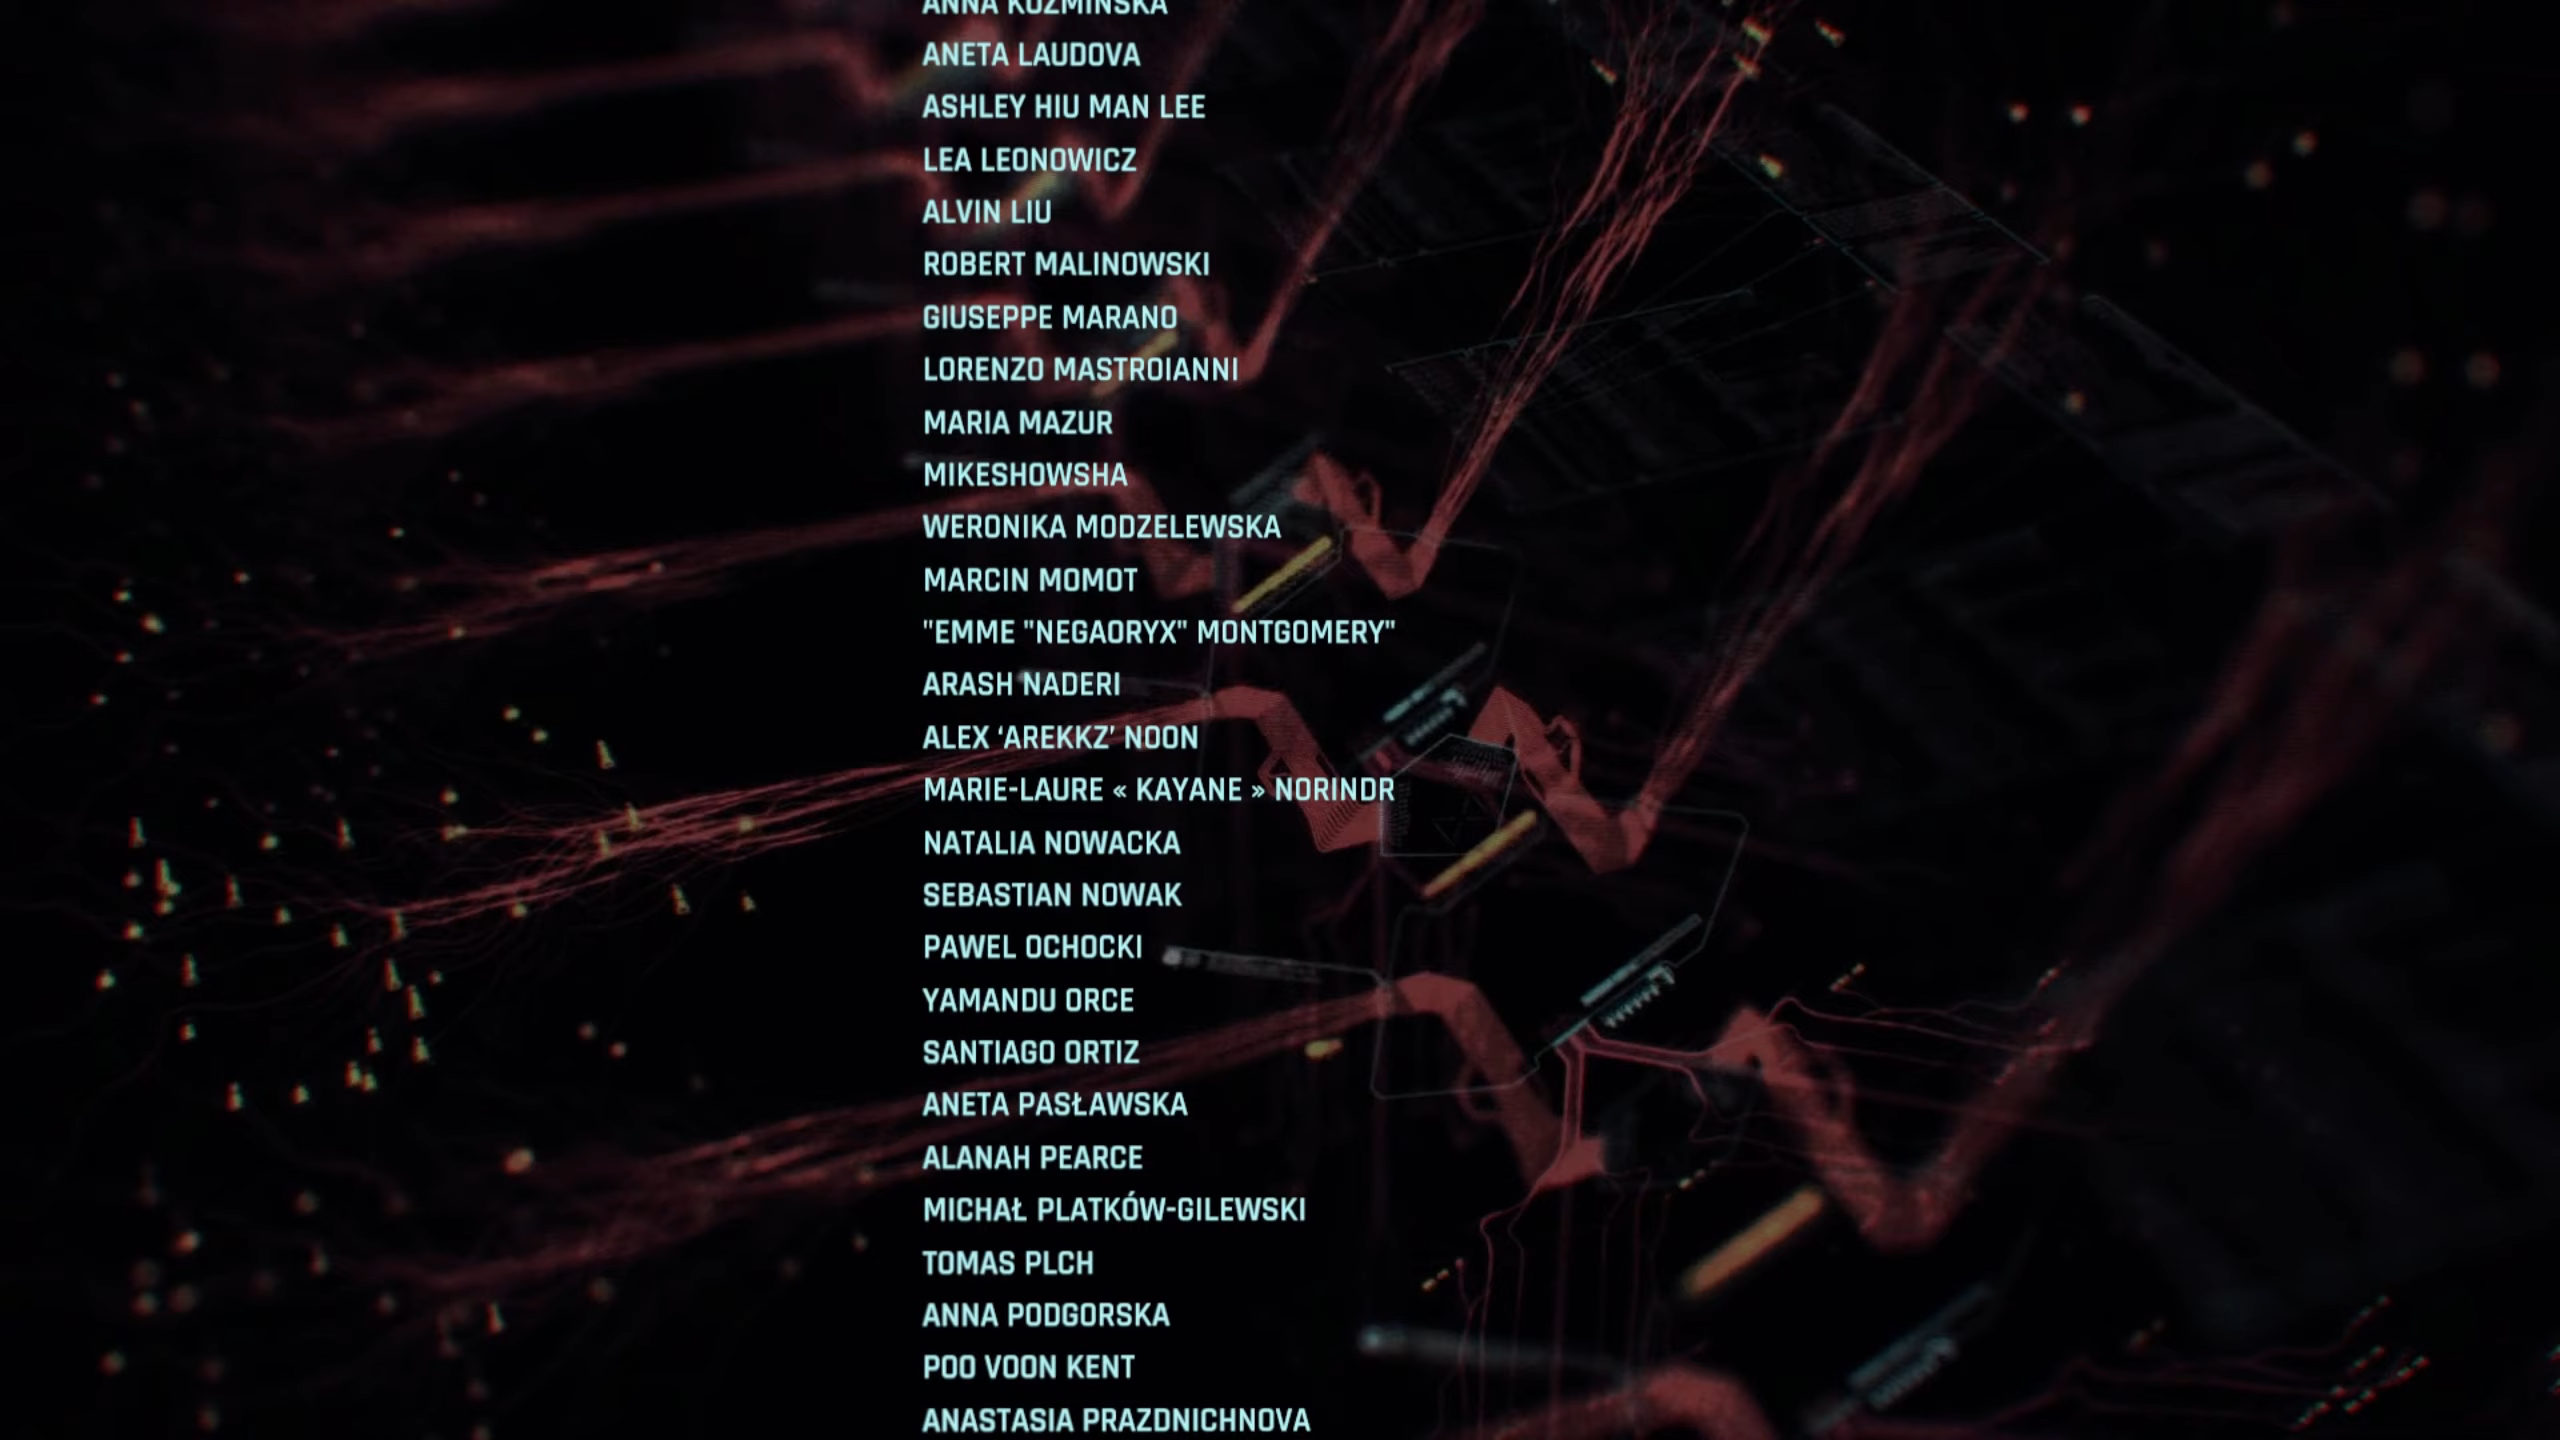 ANNA KOZMINSKA
ANETA LAUDOVA
ASHLEY HIU MAN LEE
LEA LEONOWICZ
ALVIN LIU
ROBERT MALINOWSKI
GIUSEPPE MARANO
LORENZO MASTROIANNI
MARIA MAZUR
MIKESHOWSHA
WERONIKA MODZELEWSKA
MARCIN MOMOT
"EMME "NEGAORYX" MONTGOMERY"
ARASH NADERI
ALEX ‘AREKKZ’ NOON
MARIE-LAURE « KAYANE » NORINDR
NATALIA NOWACKA
SEBASTIAN NOWAK
PAWEL OCHOCKI
YAMANDU ORCE
SANTIAGO ORTIZ
ANETA PASŁAWSKA
ALANAH PEARCE
MICHAŁ PLATKÓW-GILEWSKI
TOMAS PLCH
ANNA PODGORSKA
POO VOON KENT
ANASTASIA PRAZDNICHNOVA